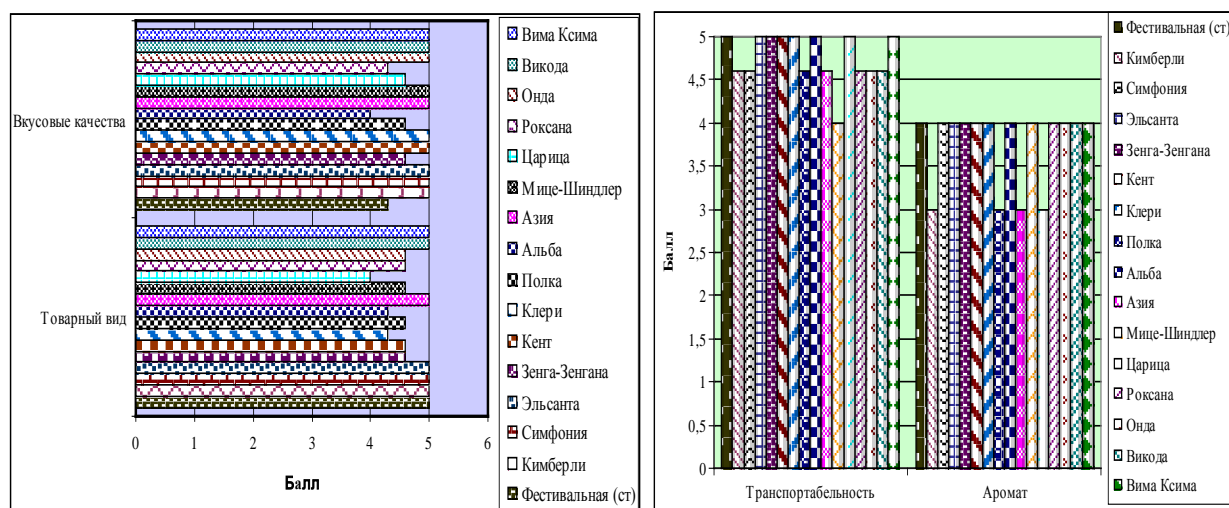 Вкусовые качества
Товарный вид
0 1 2 3 4 5 6
Балл
Вима Ксима
Викода
Онда
Роксана
Царица
Мице-Шиндлер
Азия
Альба
Полка
Клери
Кент
Зенга-Зенгана
Эльсанта
Симфония
Кимберли
Фестивальная (ст)
Балл
5
4,5
4
3,5
3
2,5
2
1,5
1
0,5
0
Транспортабельность Аромат
Фестивальная (ст)
Кимберли
Симфония
Эльсанта
Зенга-Зенгана
Кент
Клери
Полка
Альба
Азия
Мице-Шиндлер
Царица
Роксана
Онда
Викода
Вима Ксима